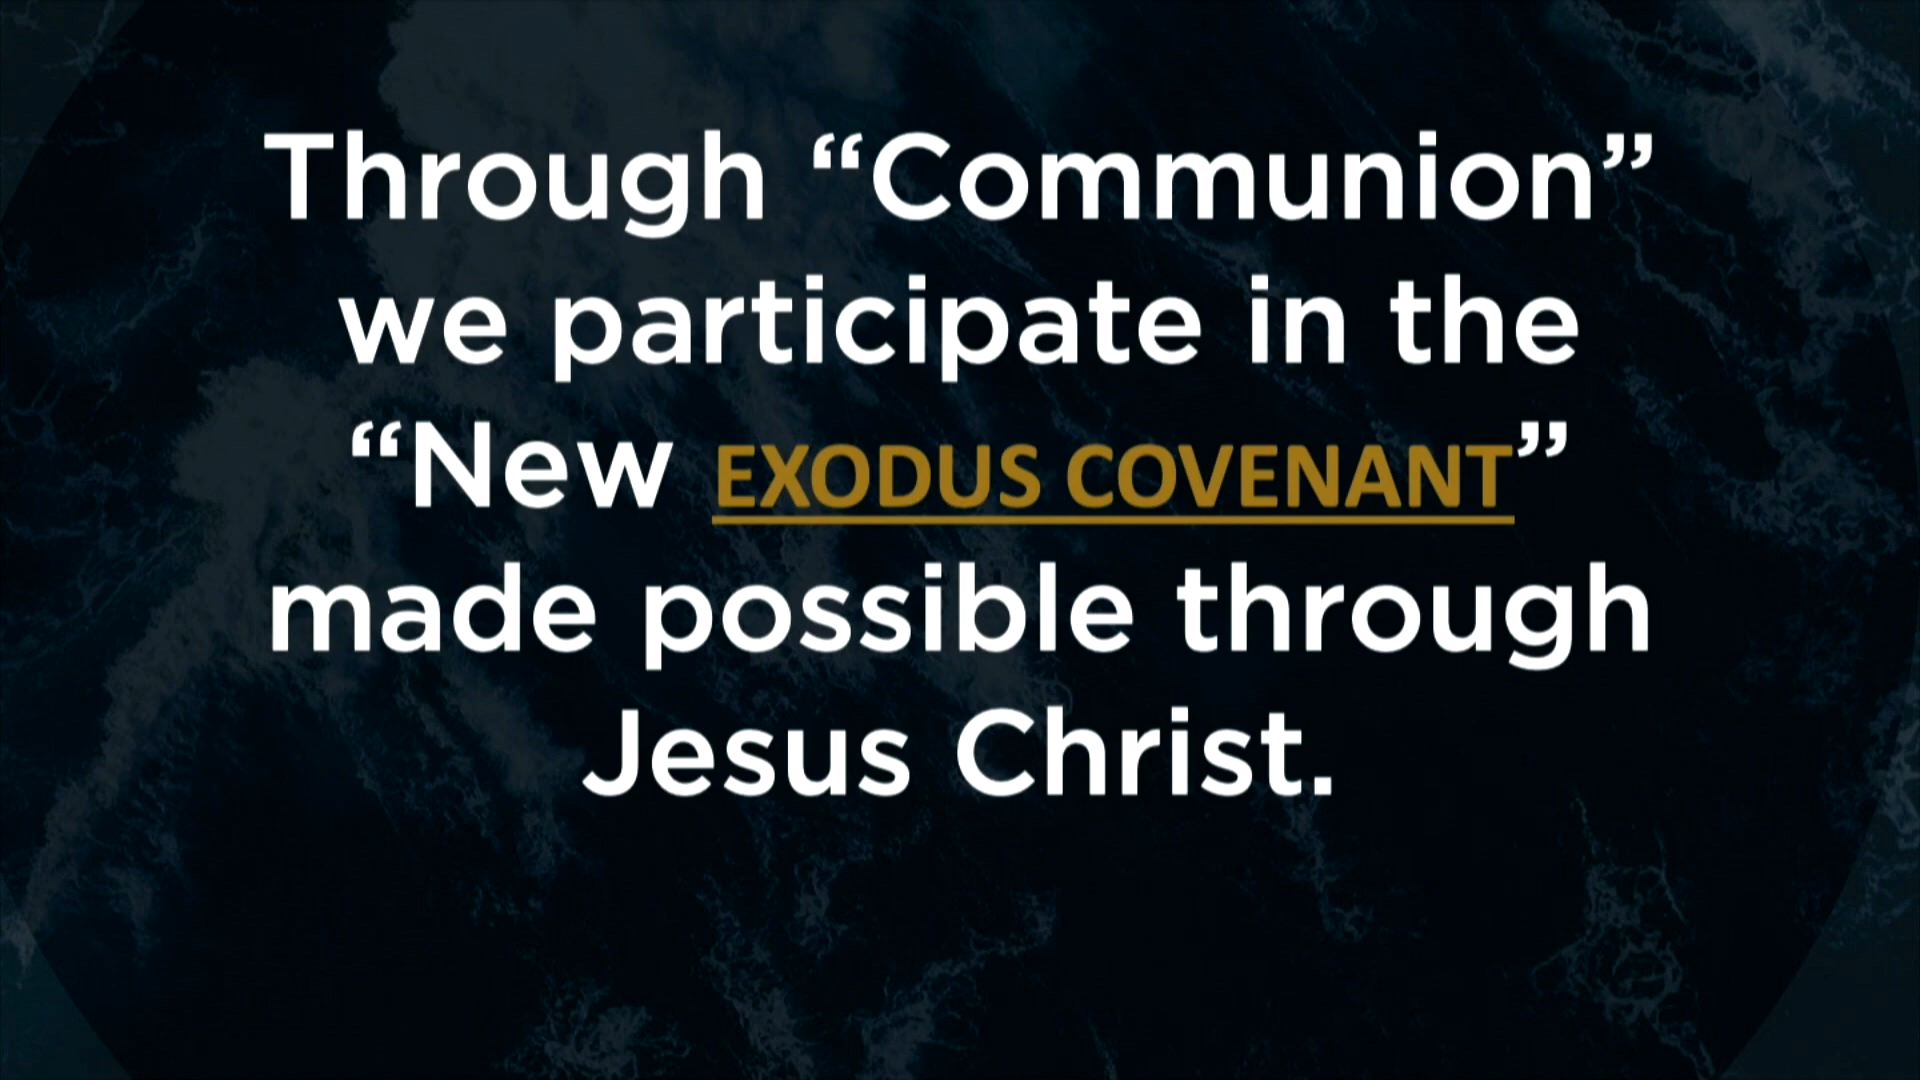 Through “Communion”
we participate in the
“New EXODUS COVENANT”
made possible through
Jesus Christ.